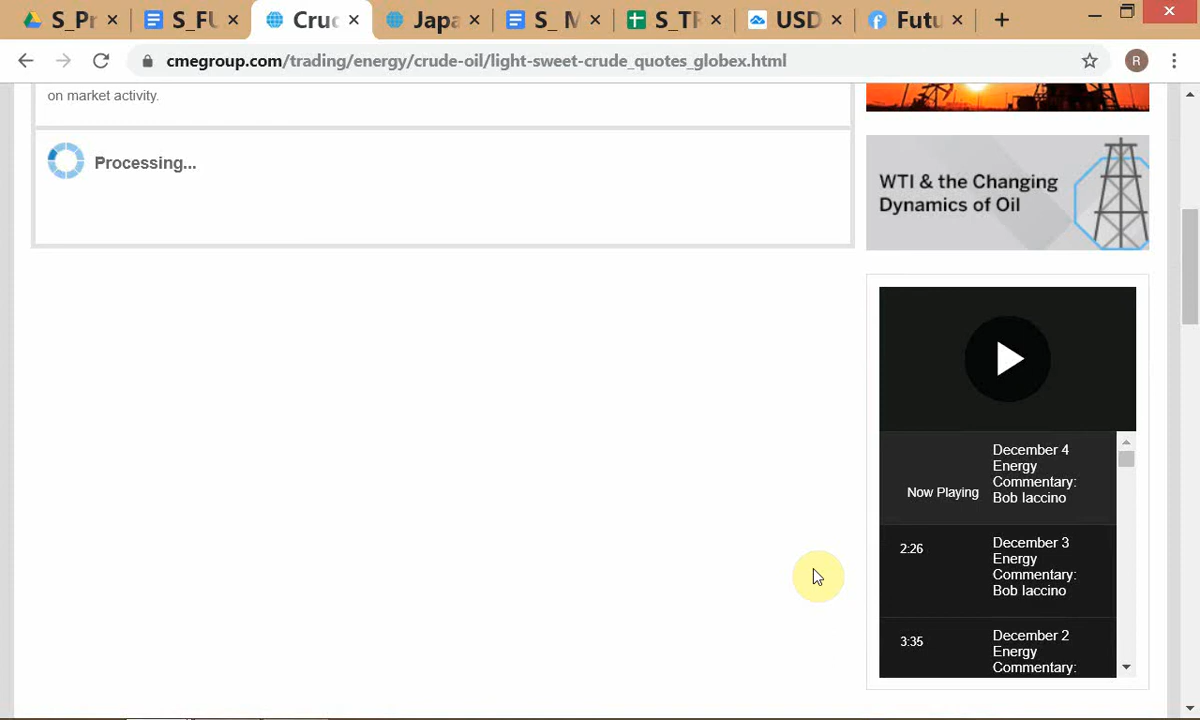 S_Pr
S_FU
Cruc
Japa
S_ M
S_TR
USD
Futu
cmegroup.com/trading/energy/crude-oil/light-sweet-crude_quotes_globex.html
R
on market activity.
Processing...
WTI & the Changing
Dynamics of Oil
Now Playing
December 4
Energy
Commentary:
Bob Iaccino
2:26
December 3
Energy
Commentary:
Bob Iaccino
3:35
December 2
Energy
Commentary: